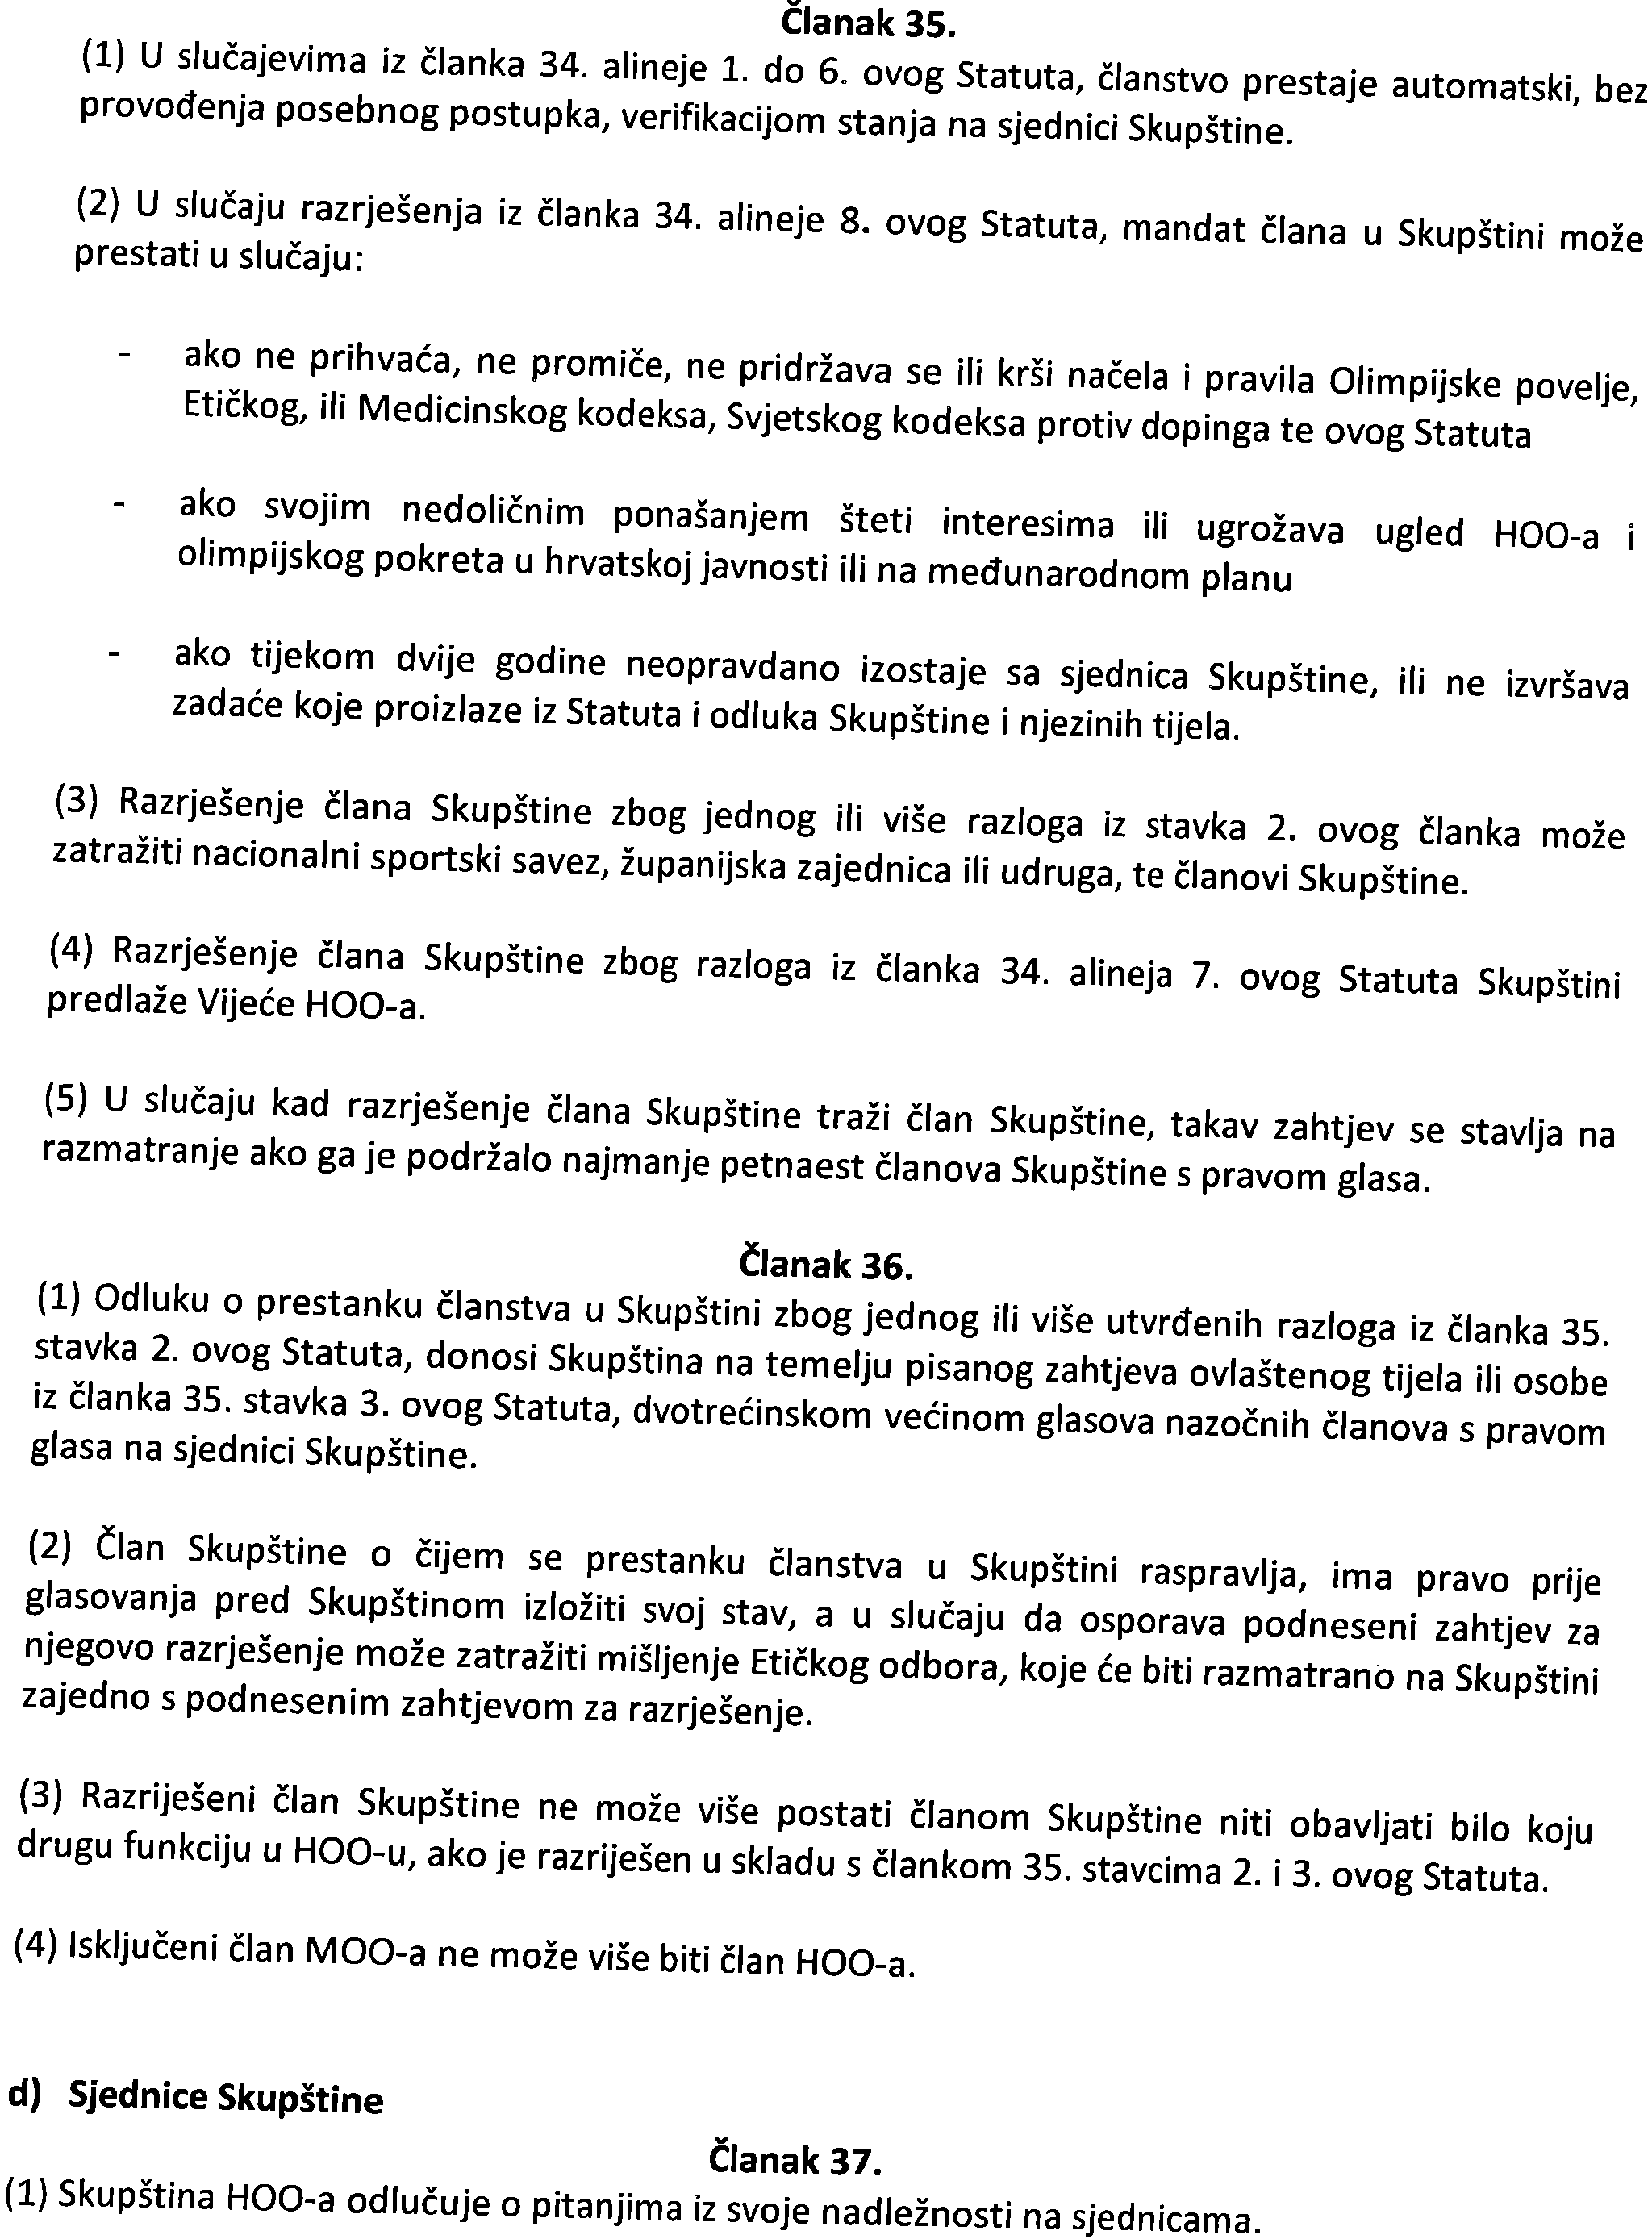 Članak 35.
(1) U slučajevima iz članka 34. alineje 1. do 6. ovog Statuta, članstvo prestaje automatski, bez
provođenja posebnog postupka, verifikacijom stanja na sjednici Skupštine.
(2) U slučaju razrješenja iz članka 34. alineje 8. ovog Statuta, mandat člana u Skupštini može
prestati u slučaju:
- ako ne prihvaća, ne promiče, ne pridržava se ili krši načela i pravila Olimpijske povelje,
Etičkog, ili Medicinskog kodeksa, Svjetskog kodeksa protiv dopinga te ovog Statuta
- ako svojim nedoličnim ponašanjem šteti interesima ili ugrožava ugled HOO-a i
olimpijskog pokreta u hrvatskoj javnosti ili na međunarodnom planu
- ako tijekom dvije godine neopravdano izostaje sa sjednica Skupštine, ili ne izvršava
zadaće koje proizlaze iz Statuta i odluka Skupštine i njezinih tijela.
(3) Razrješenje člana Skupštine zbog jednog ili više razloga iz stavka 2. ovog članka može
zatražiti nacionalni sportski savez, županijska zajednica ili udruga, te članovi Skupštine.
(4) Razrješenje člana Skupštine zbog razloga iz članka 34. alineja 7. ovog Statuta Skupštini
predlaže Vijeće HOO-a.
(5) U slučaju kad razrješenje člana Skupštine traži član Skupštine, takav zahtjev se stavlja na
razmatranje ako ga je podržalo najmanje petnaest članova Skupštine s pravom glasa.
Članak 36.
(1) Odluku o prestanku članstva u Skupštini zbog jednog ili više utvrđenih razloga iz članka 35.
stavka 2. ovog Statuta, donosi Skupština na temelju pisanog zahtjeva ovlaštenog tijela ili osobe
iz članka 35. stavka 3. ovog Statuta, dvotrećinskom većinom glasova nazočnih članova s pravom
glasa na sjednici Skupštine.
(2) Član Skupštine o čijem se prestanku članstva u Skupštini raspravlja, ima pravo prije
glasovanja pred Skupštinom izložiti svoj stav, a u slučaju da osporava podneseni zahtjev za
njegovo razrješenje može zatražiti mišljenje Etičkog odbora, koje će biti razmatrano na Skupštini
zajedno s podnesenim zahtjevom za razrješenje.
(3) Razriješeni član Skupštine ne može više postati članom Skupštine niti obavljati bilo koju
drugu funkciju u HOO-u, ako je razriješen u skladu s člankom 35. stavcima 2. i 3. ovog Statuta.
(4) Isključeni član MOO-a ne može više biti član HOO-a.
d) Sjednice Skupštine
Članak 37.
(1) Skupština HOO-a odlučuje o pitanjima iz svoje nadležnosti na sjednicama.